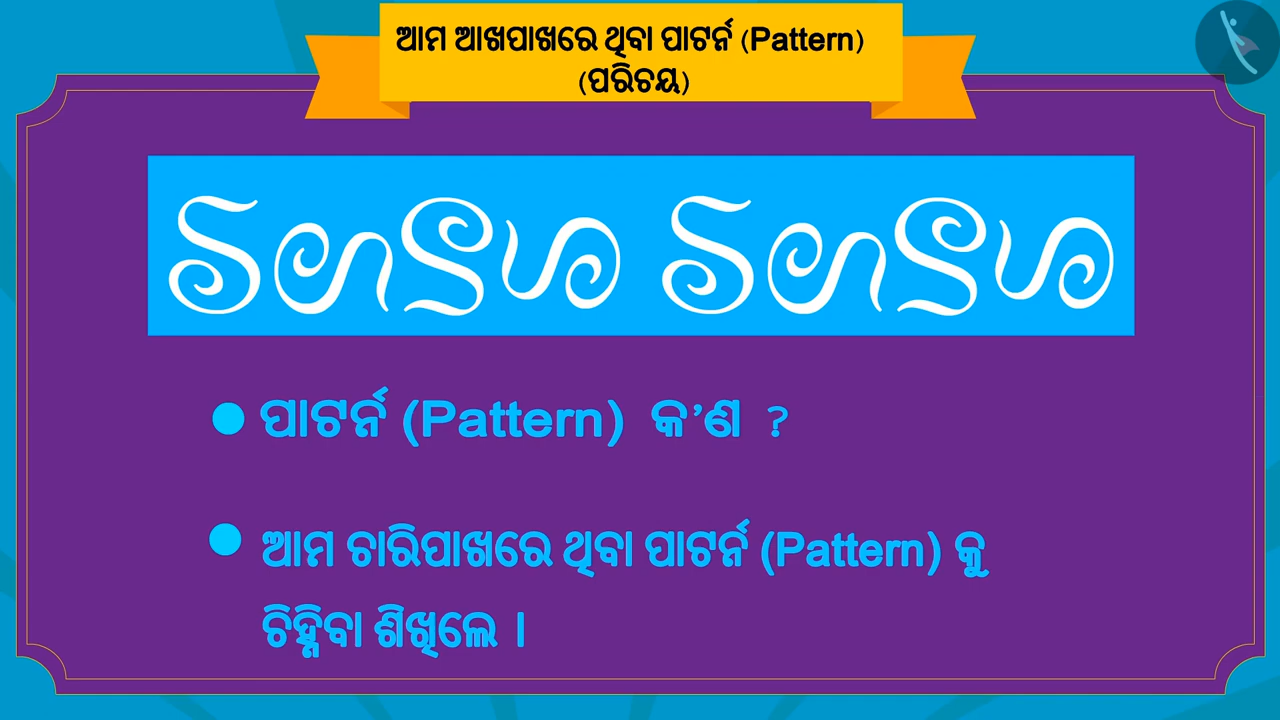 ଆମ ଆଖପାଖରେ ଥିବା ପାଟର୍ନ (Pattern)
(ପରିଚୟ)
ପାଟର୍ନ (Pattern) କ’ଣ ?
ଆମ ଚାରିପାଖରେ ଥିବା ପାଟର୍ନ (Pattern) କୁ
ଚିହ୍ନିବା ଶିଖିଲେ ।